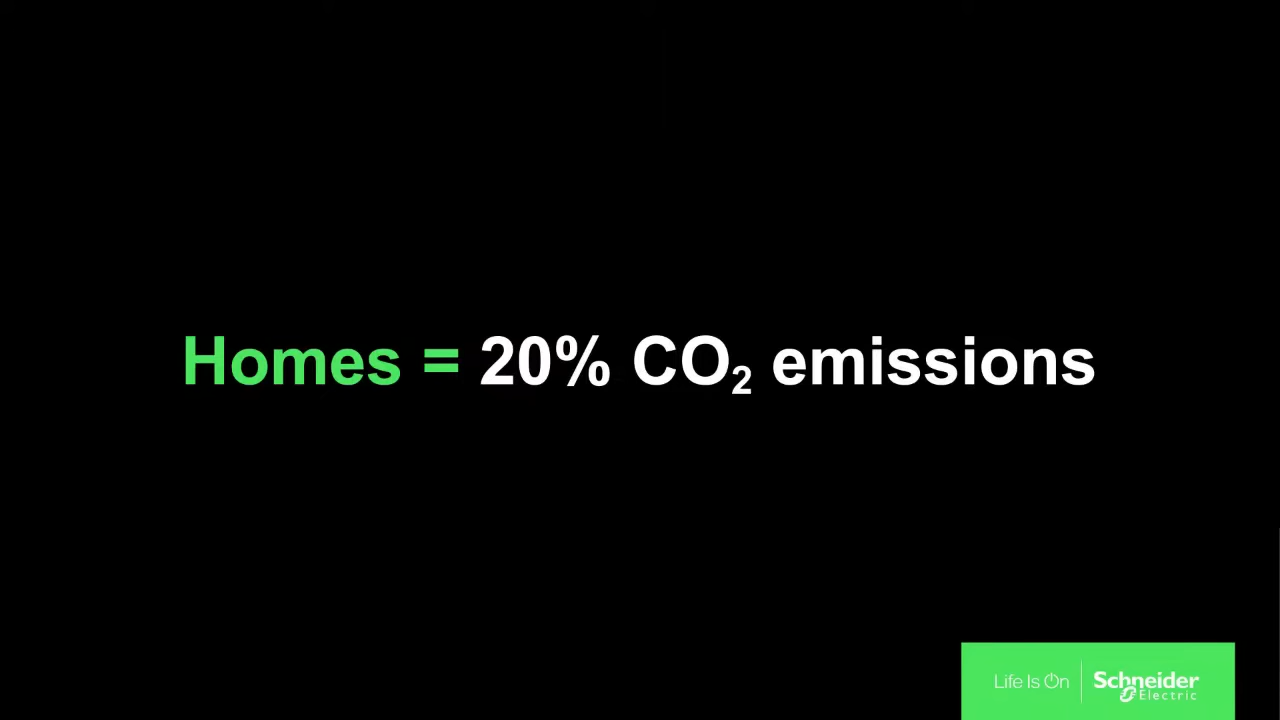 Homes = 20% CO₂ emissions
Life Is On
Schneider
Electric